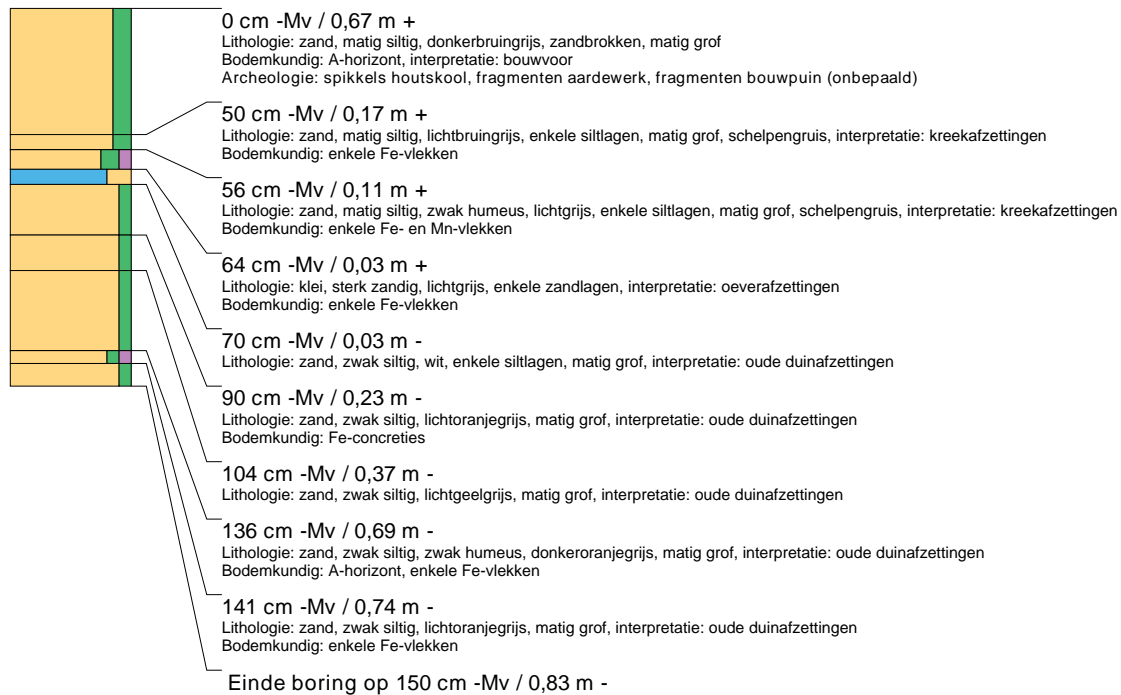 0 cm -Mv / 0,67 m +
Lithologie: zand, matig siltig, donkerbruingrijs, zandbrokken, matig grof
Bodemkundig: A-horizont, interpretatie: bouwvoor
Archeologie: spikkels houtskool, fragmenten aardewerk, fragmenten bouwpuin (onbepaald)
50 cm -Mv / 0,17 m +
Lithologie: zand, matig siltig, lichtbruingrijs, enkele siltlagen, matig grof, schelpengruis, interpretatie: kreekafzettingen
Bodemkundig: enkele Fe-vlekken
56 cm -Mv / 0,11 m +
Lithologie: zand, matig siltig, zwak humeus, lichtgrijs, enkele siltlagen, matig grof, schelpengruis, interpretatie: kreekafzettingen
Bodemkundig: enkele Fe- en Mn-vlekken
64 cm -Mv / 0,03 m +
Lithologie: klei, sterk zandig, lichtgrijs, enkele zandlagen, interpretatie: oeverafzettingen
Bodemkundig: enkele Fe-vlekken
70 cm -Mv / 0,03 m -
Lithologie: zand, zwak siltig, wit, enkele siltlagen, matig grof, interpretatie: oude duinafzettingen
90 cm -Mv / 0,23 m -
Lithologie: zand, zwak siltig, lichtoranjegrijs, matig grof, interpretatie: oude duinafzettingen
Bodemkundig: Fe-concreties
104 cm -Mv / 0,37 m -
Lithologie: zand, zwak siltig, lichtgeelgrijs, matig grof, interpretatie: oude duinafzettingen
136 cm -Mv / 0,69 m -
Lithologie: zand, zwak siltig, zwak humeus, donkeroranjegrijs, matig grof, interpretatie: oude duinafzettingen
Bodemkundig: A-horizont, enkele Fe-vlekken
141 cm -Mv / 0,74 m -
Lithologie: zand, zwak siltig, lichtoranjegrijs, matig grof, interpretatie: oude duinafzettingen
Bodemkundig: enkele Fe-vlekken
Einde boring op 150 cm -Mv / 0,83 m -